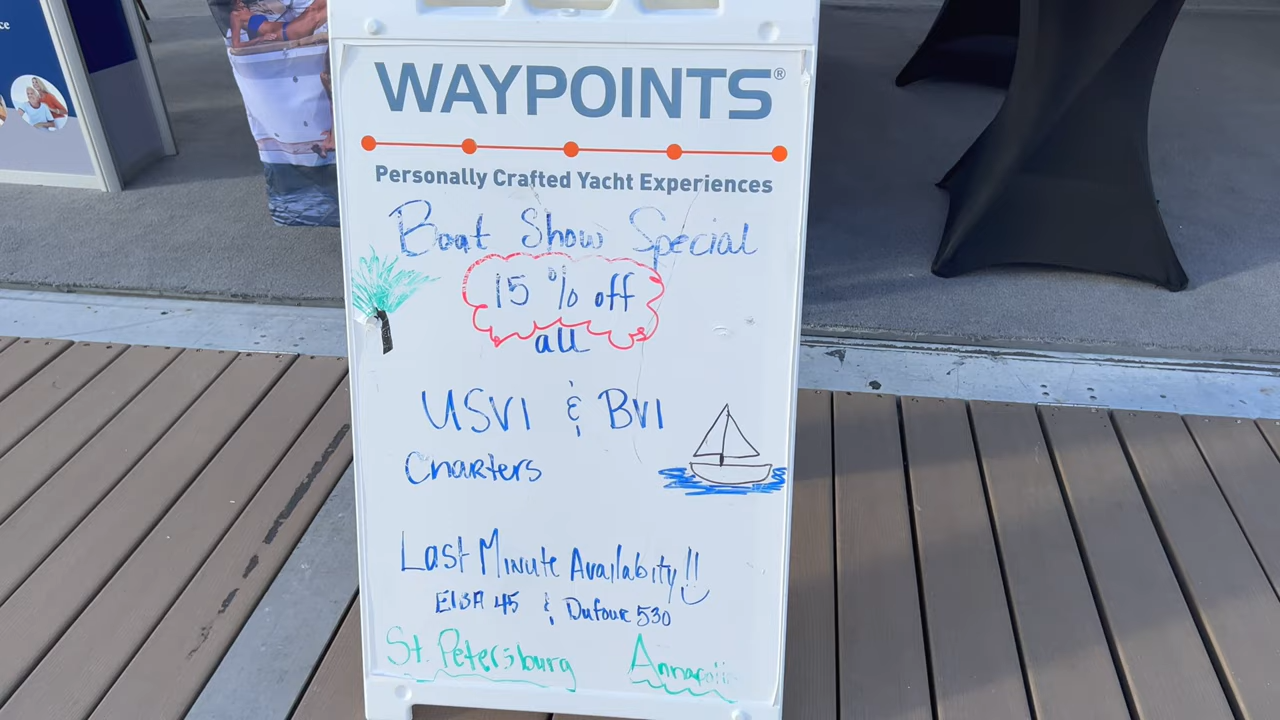 WAYPOINTS®
Personally Crafted Yacht Experiences
Boat Show Special
15% off
all
USVI & BVI
Charters
Last Minute Availabity!!
Elba 45 & Dufour 530
St. Petersburg Annapolis